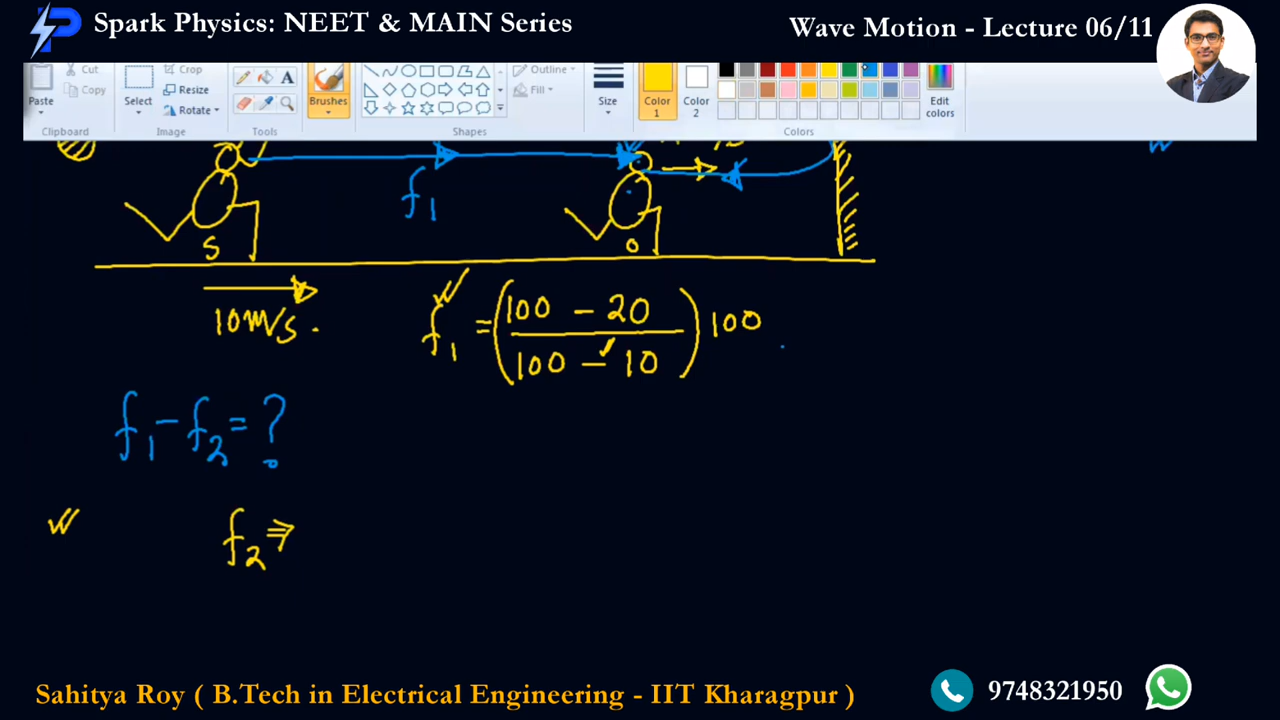 Spark Physics: NEET & MAIN Series
Wave Motion - Lecture 06/11
Paste
Cut
Copy
Clipboard
Select
Crop
Resize
Rotate
Image
A
Tools
Brushes
Outline
Fill
Shapes
Size
Color 1
Color 2
Edit colors
Colors
f1
S
O
10m/s.
f1 = (100 - 20 / 100 - 10) 100
f1 - f2 = ?
f2 ⇒
Sahitya Roy ( B.Tech in Electrical Engineering - IIT Kharagpur )
9748321950